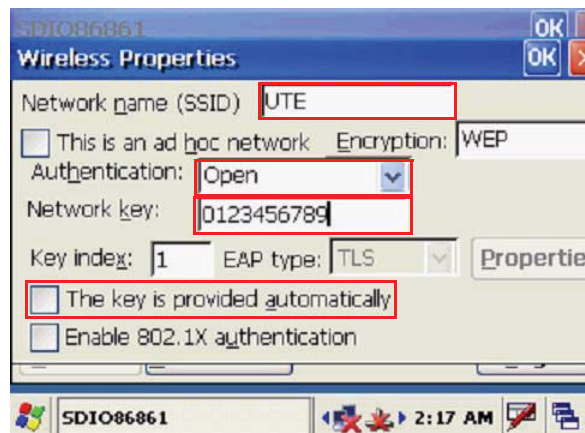 SDIO86861 OK
Wireless Properties OK
Network name (SSID) UTE
This is an ad hoc network Encryption: WEP
Authentication: Open
Network key: 0123456789
Key index: 1 EAP type: TLS Propertie
The key is provided automatically
Enable 802.1X authentication
SDIO86861 2:17 AM